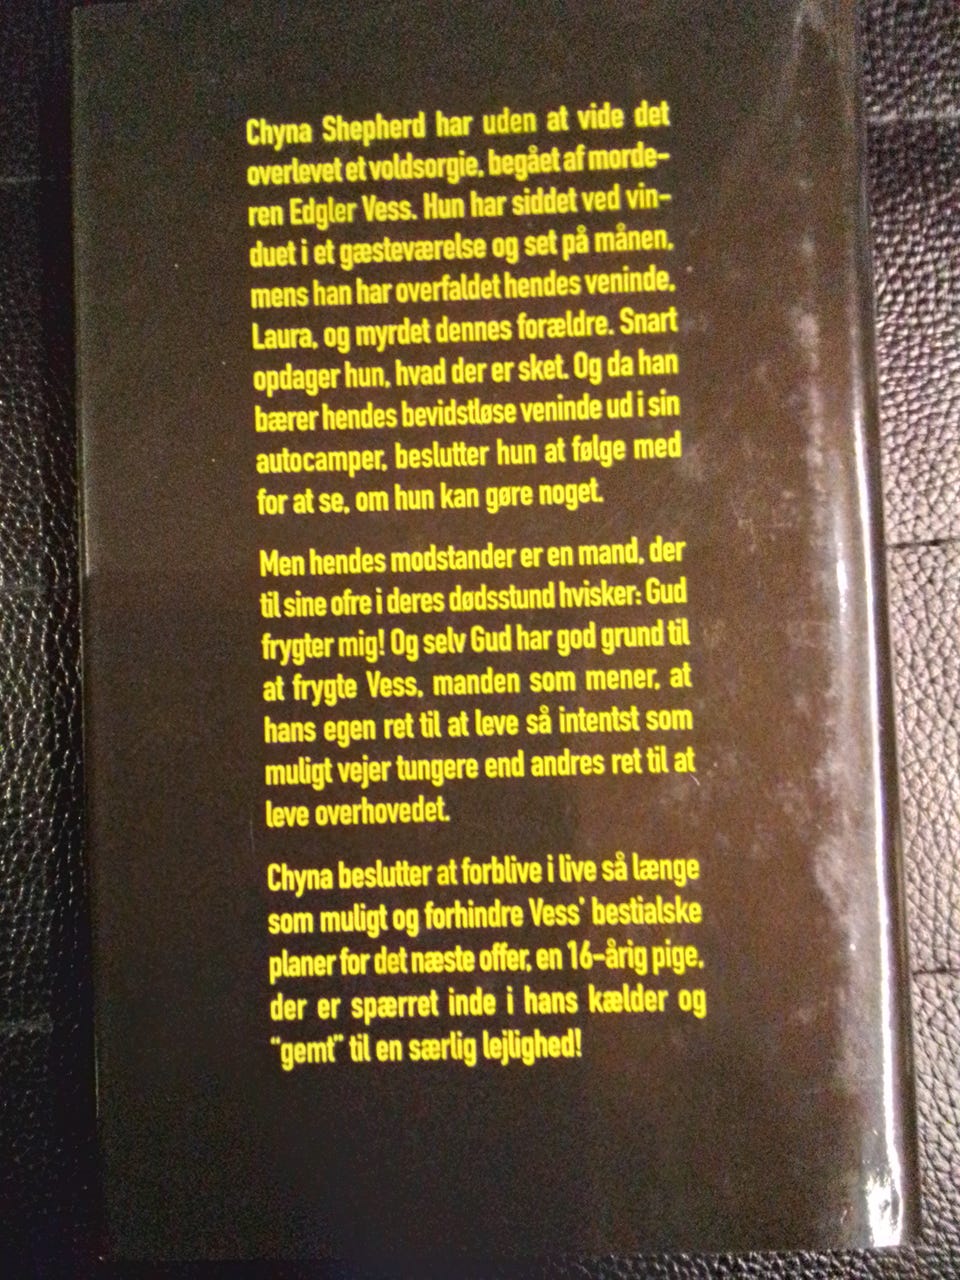 Chyna Shepherd har uden at vide det
overlevet et voldsorgie, begået af morde-
ren Edgler Vess. Hun har siddet ved vin-
duet i et gæsteværelse og set på månen,
mens han har overfaldet hendes veninde,
Laura, og myrdet dennes forældre. Snart
opdager hun, hvad der er sket. Og da han
bærer hendes bevidstløse veninde ud i sin
autocamper, beslutter hun at følge med
for at se, om hun kan gøre noget.
Men hendes modstander er en mand, der
til sine ofre i deres dødsstund hvisker: Gud
frygter mig! Og selv Gud har god grund til
at frygte Vess, manden som mener, at
hans egen ret til at leve så intentst som
muligt vejer tungere end andres ret til at
leve overhovedet.
Chyna beslutter at forblive i live så længe
som muligt og forhindre Vess' bestialske
planer for det næste offer, en 16-årig pige,
der er spærret inde i hans kælder og
"gemt" til en særlig lejlighed!